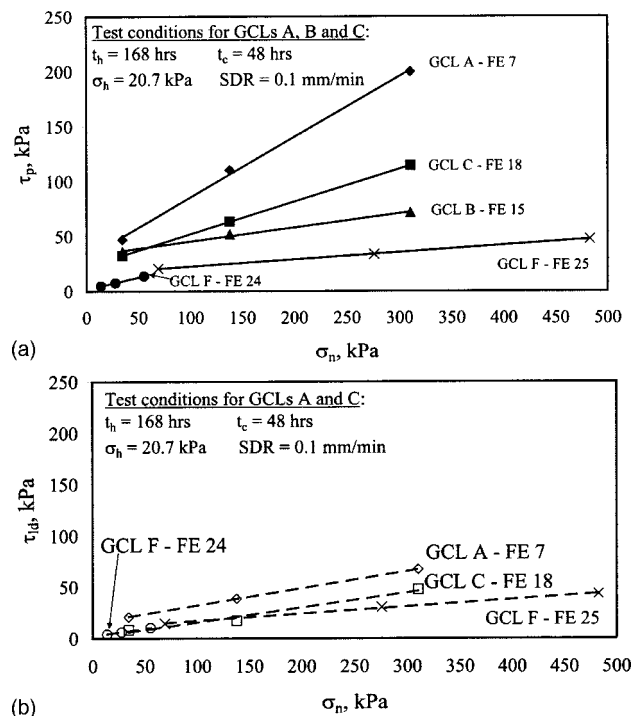 Test conditions for GCLs A, B and C:
t_h = 168 hrs t_c = 48 hrs
σ_h = 20.7 kPa SDR = 0.1 mm/min
GCL A - FE 7
GCL C - FE 18
GCL B - FE 15
GCL F - FE 24
GCL F - FE 25
τ_p, kPa
250
200
150
100
50
0
0 50 100 150 200 250 300 350 400 450 500
σ_n, kPa
(a)
Test conditions for GCLs A and C:
t_h = 168 hrs t_c = 48 hrs
σ_h = 20.7 kPa SDR = 0.1 mm/min
GCL F - FE 24
GCL A - FE 7
GCL C - FE 18
GCL F - FE 25
τ_ld, kPa
250
200
150
100
50
0
0 50 100 150 200 250 300 350 400 450 500
σ_n, kPa
(b)